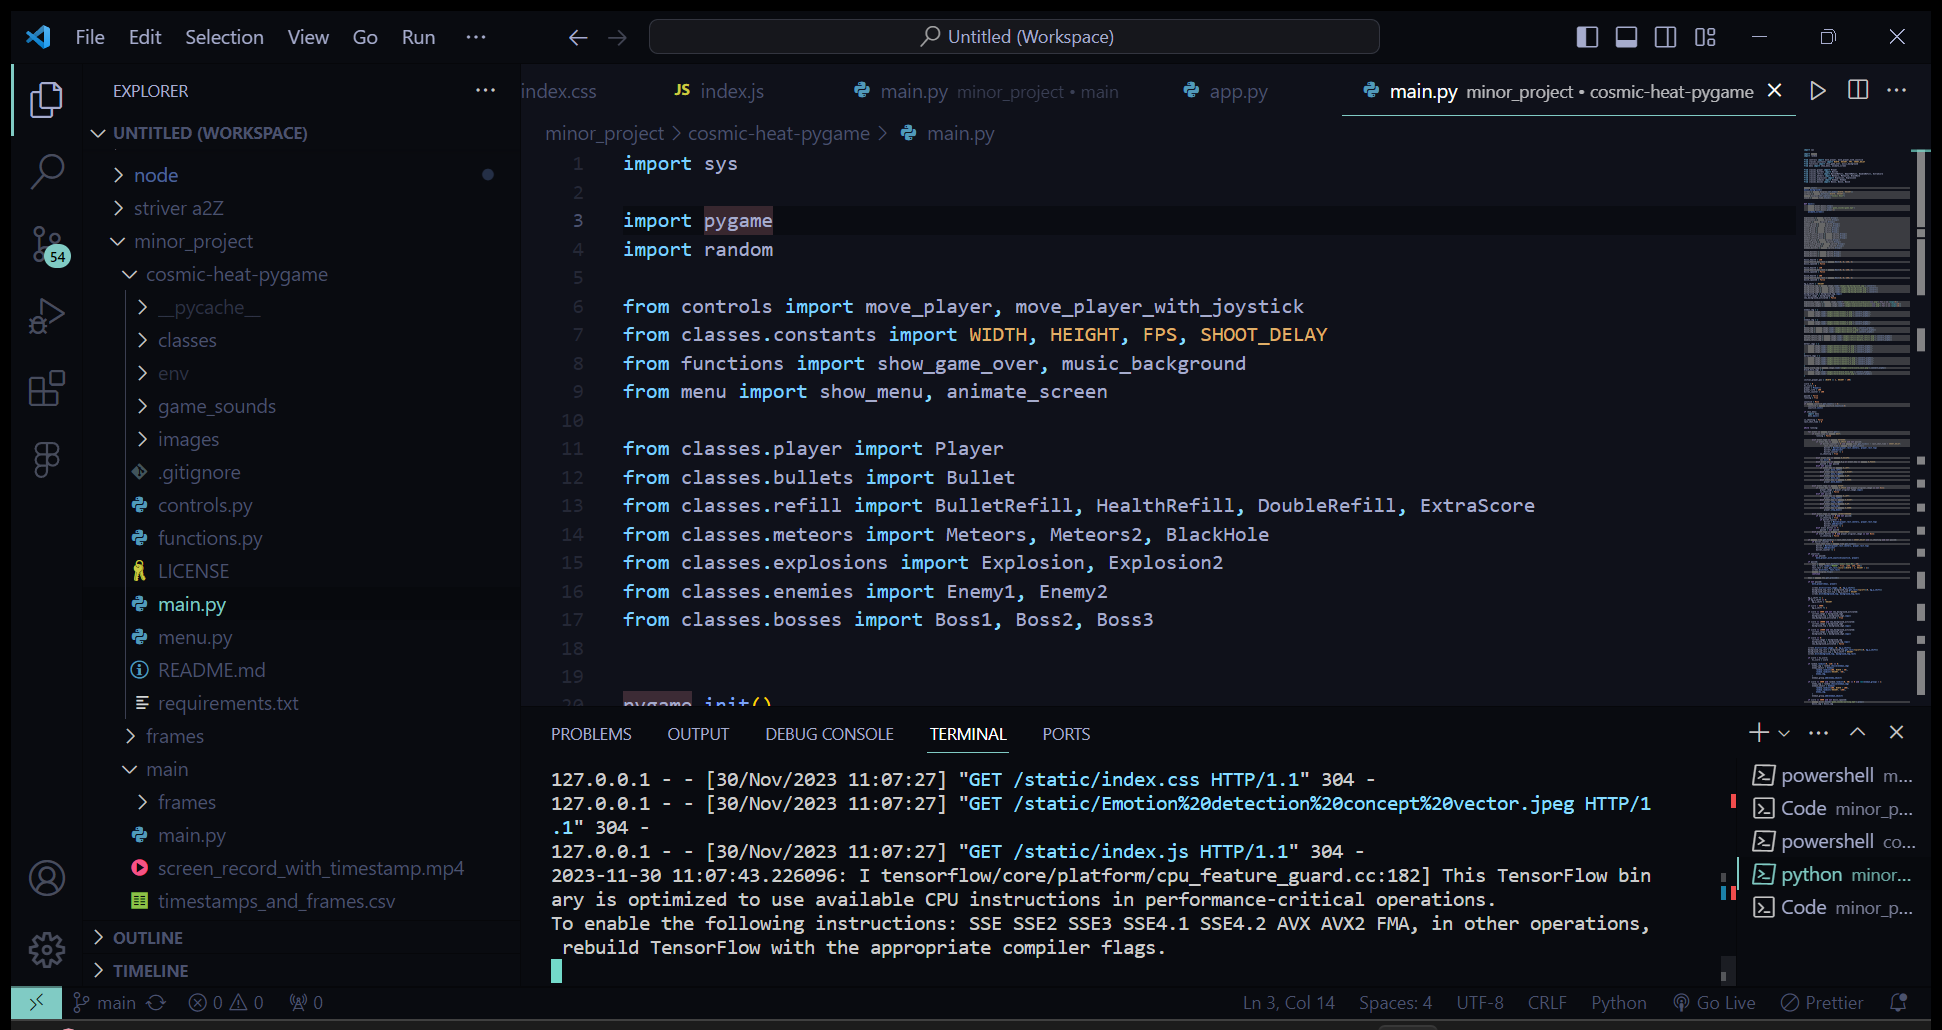 File Edit Selection View Go Run ···
Untitled (Workspace)
EXPLORER ···
UNTITLED (WORKSPACE)
node
striver a2Z
minor_project
cosmic-heat-pygame
__pycache__
classes
env
game_sounds
images
.gitignore
controls.py
functions.py
LICENSE
main.py
menu.py
README.md
requirements.txt
frames
main
frames
main.py
screen_record_with_timestamp.mp4
timestamps_and_frames.csv
OUTLINE
TIMELINE
54
index.css JS index.js main.py minor_project • main app.py main.py minor_project • cosmic-heat-pygame
minor_project > cosmic-heat-pygame > main.py
1 import sys
2
3 import pygame
4 import random
5
6 from controls import move_player, move_player_with_joystick
7 from classes.constants import WIDTH, HEIGHT, FPS, SHOOT_DELAY
8 from functions import show_game_over, music_background
9 from menu import show_menu, animate_screen
10
11 from classes.player import Player
12 from classes.bullets import Bullet
13 from classes.refill import BulletRefill, HealthRefill, DoubleRefill, ExtraScore
14 from classes.meteors import Meteors, Meteors2, BlackHole
15 from classes.explosions import Explosion, Explosion2
16 from classes.enemies import Enemy1, Enemy2
17 from classes.bosses import Boss1, Boss2, Boss3
18
19
20 pygame.init()
PROBLEMS OUTPUT DEBUG CONSOLE TERMINAL PORTS
127.0.0.1 - - [30/Nov/2023 11:07:27] "GET /static/index.css HTTP/1.1" 304 -
127.0.0.1 - - [30/Nov/2023 11:07:27] "GET /static/Emotion%20detection%20concept%20vector.jpeg HTTP/1
.1" 304 -
127.0.0.1 - - [30/Nov/2023 11:07:27] "GET /static/index.js HTTP/1.1" 304 -
2023-11-30 11:07:43.226096: I tensorflow/core/platform/cpu_feature_guard.cc:182] This TensorFlow bin
ary is optimized to use available CPU instructions in performance-critical operations.
To enable the following instructions: SSE SSE2 SSE3 SSE4.1 SSE4.2 AVX AVX2 FMA, in other operations,
rebuild TensorFlow with the appropriate compiler flags.
powershell m...
Code minor_p...
powershell co...
python minor...
Code minor_p...
main 0 0 0 Ln 3, Col 14 Spaces: 4 UTF-8 CRLF Python Go Live Prettier